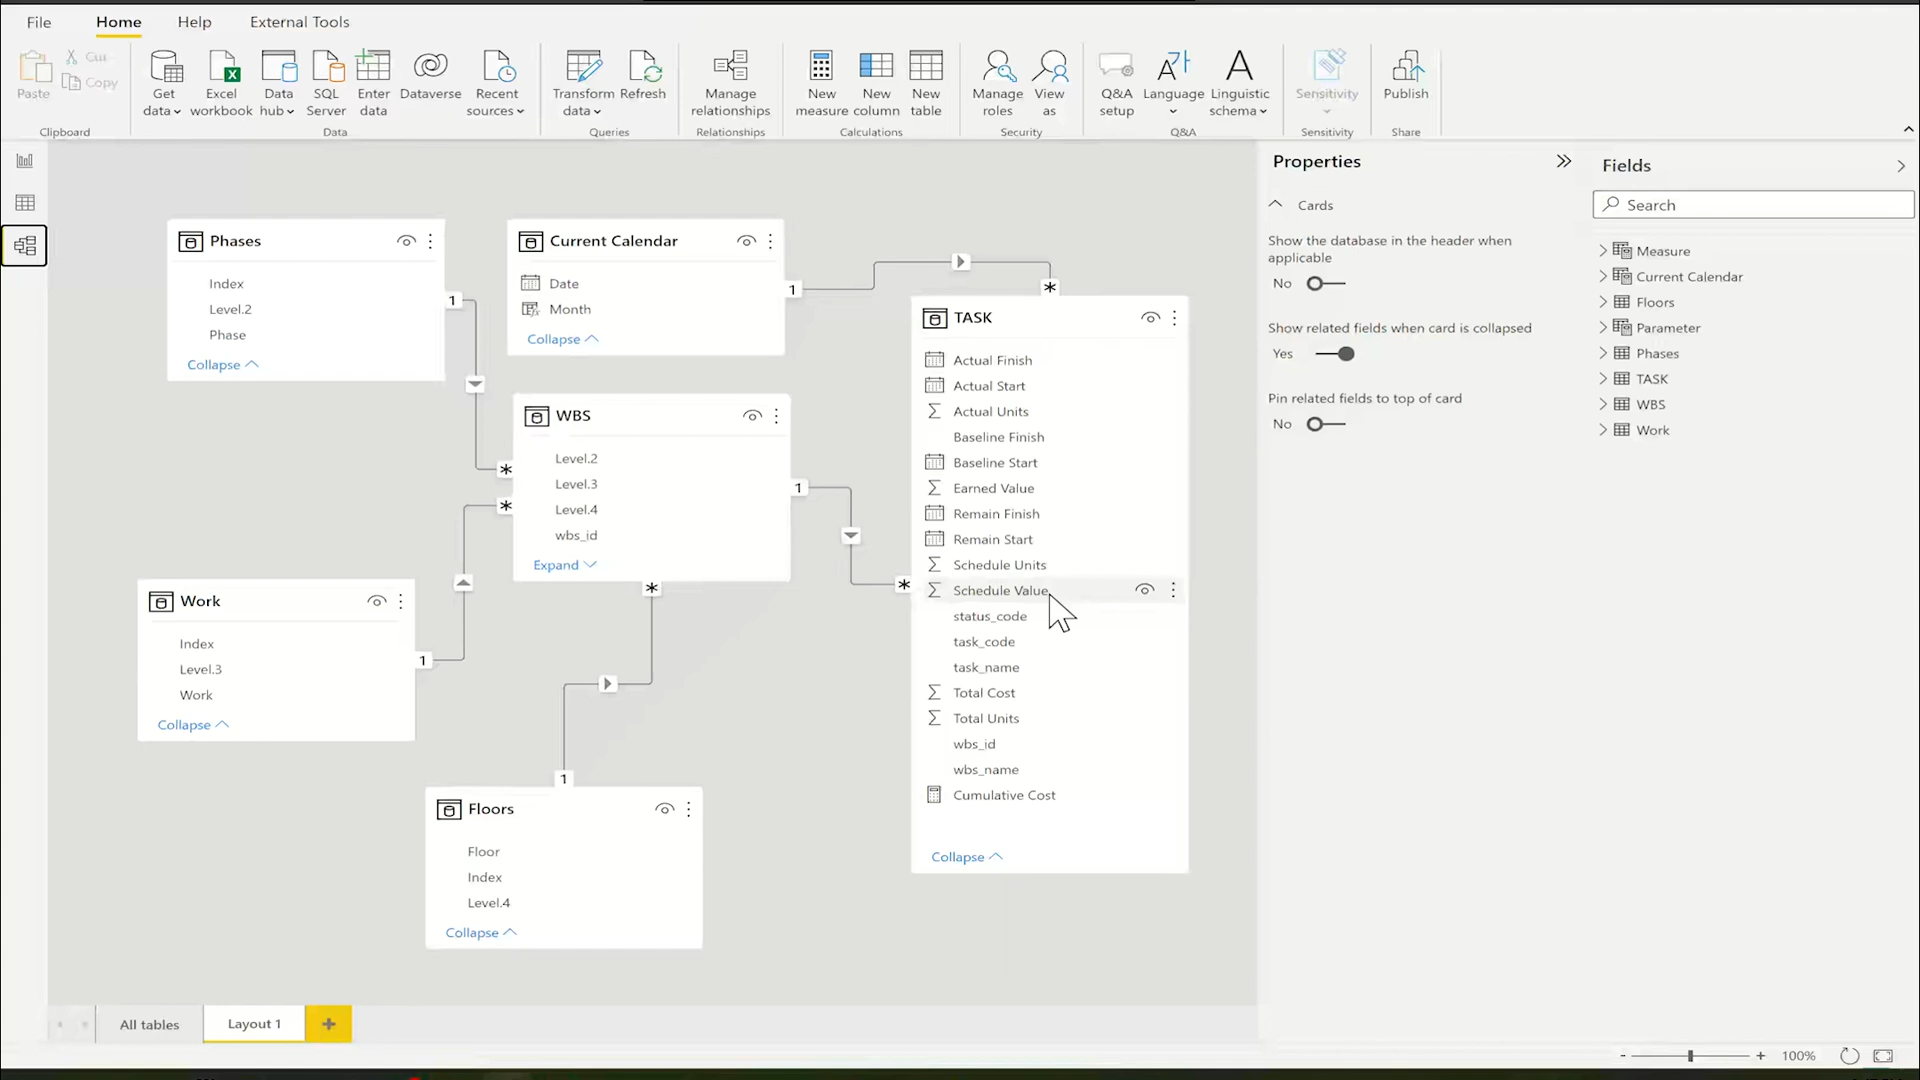 File Home Help External Tools
Paste Cut Copy Get data Excel workbook Data hub SQL Server Enter data Dataverse Recent sources Transform data Refresh Manage relationships New measure New column New table Manage roles View as Q&A setup Language Linguistic schema Sensitivity Publish
Clipboard Data Queries Relationships Calculations Security Q&A Sensitivity Share
Phases
Index
Level.2
Phase
Collapse
1
*
Current Calendar
Date
Month
Collapse
1
*
WBS
Level.2
Level.3
Level.4
wbs_id
Expand
*
*
1
*
Work
Index
Level.3
Work
Collapse
1
Floors
Floor
Index
Level.4
Collapse
1
TASK
Actual Finish
Actual Start
Σ Actual Units
Baseline Finish
Baseline Start
Σ Earned Value
Remain Finish
Remain Start
Σ Schedule Units
Σ Schedule Value
status_code
task_code
task_name
Σ Total Cost
Σ Total Units
wbs_id
wbs_name
Cumulative Cost
Collapse
Properties
Cards
Show the database in the header when
applicable
No
Show related fields when card is collapsed
Yes
Pin related fields to top of card
No
Fields
Search
Measure
Current Calendar
Floors
Parameter
Phases
TASK
WBS
Work
All tables Layout 1 +
- + 100%